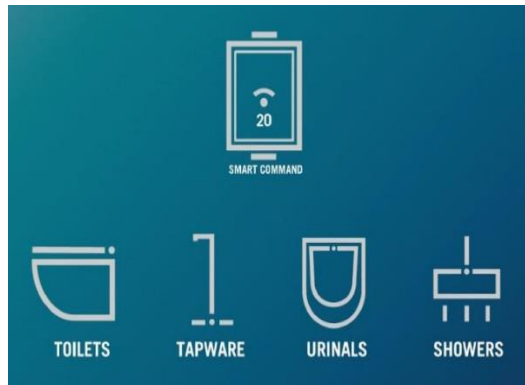 20
SMART COMMAND
TOILETS
TAPWARE
URINALS
SHOWERS